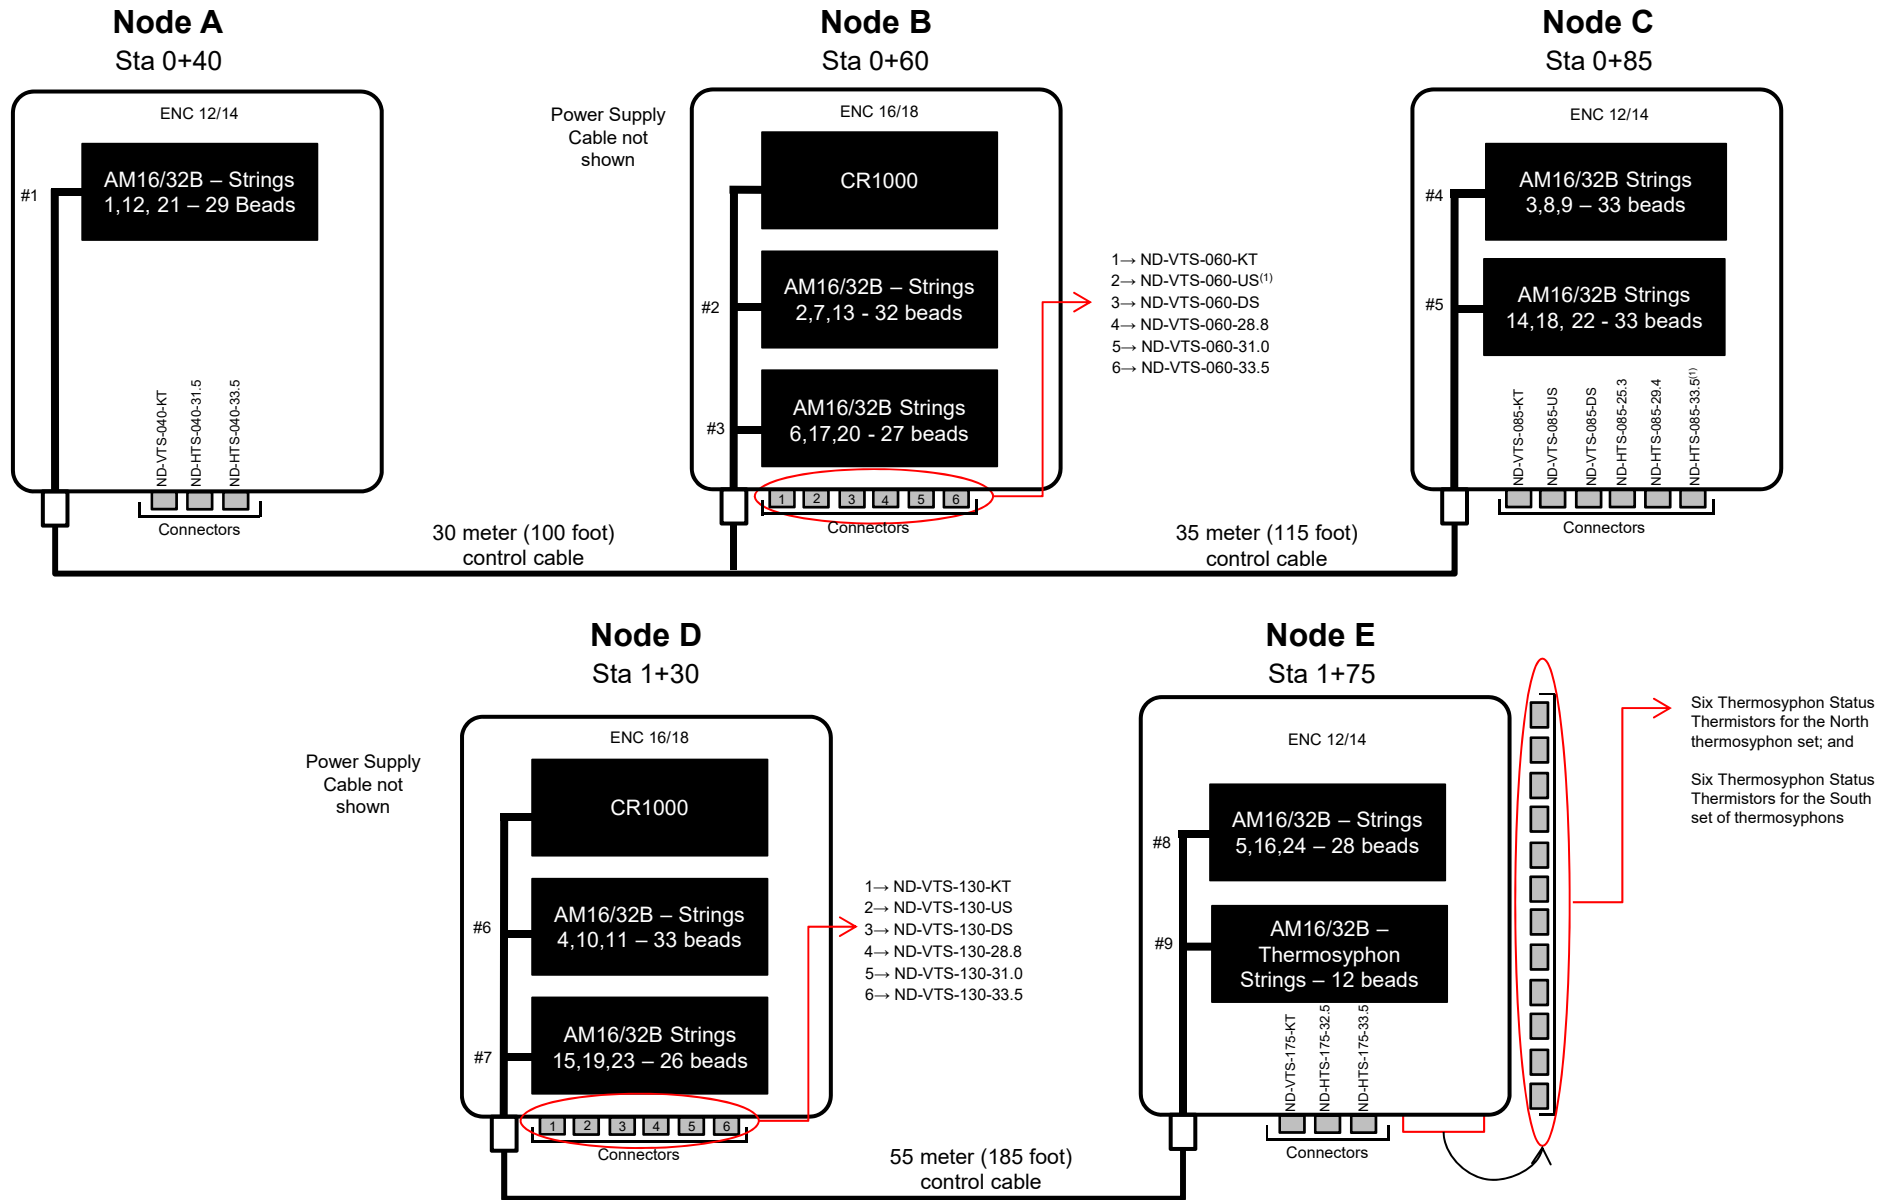 Node A
Sta 0+40
ENC 12/14
#1
AM16/32B – Strings
1,12, 21 – 29 Beads
ND-VTS-040-KT
ND-HTS-040-31.5
ND-HTS-040-33.5
Connectors
30 meter (100 foot)
control cable
Node B
Sta 0+60
Power Supply
Cable not
shown
ENC 16/18
CR1000
#2
AM16/32B – Strings
2,7,13 - 32 beads
#3
AM16/32B Strings
6,17,20 - 27 beads
1 2 3 4 5 6
Connectors
1→ ND-VTS-060-KT
2→ ND-VTS-060-US(1)
3→ ND-VTS-060-DS
4→ ND-VTS-060-28.8
5→ ND-VTS-060-31.0
6→ ND-VTS-060-33.5
35 meter (115 foot)
control cable
Node C
Sta 0+85
ENC 12/14
#4
AM16/32B Strings
3,8,9 – 33 beads
#5
AM16/32B Strings
14,18, 22 - 33 beads
ND-VTS-085-KT
ND-VTS-085-US
ND-VTS-085-DS
ND-HTS-085-25.3
ND-HTS-085-29.4
ND-HTS-085-33.5(1)
Connectors
Node D
Sta 1+30
Power Supply
Cable not
shown
ENC 16/18
CR1000
#6
AM16/32B – Strings
4,10,11 – 33 beads
#7
AM16/32B Strings
15,19,23 – 26 beads
1 2 3 4 5 6
Connectors
1→ ND-VTS-130-KT
2→ ND-VTS-130-US
3→ ND-VTS-130-DS
4→ ND-VTS-130-28.8
5→ ND-VTS-130-31.0
6→ ND-VTS-130-33.5
55 meter (185 foot)
control cable
Node E
Sta 1+75
ENC 12/14
#8
AM16/32B – Strings
5,16,24 – 28 beads
#9
AM16/32B –
Thermosyphon
Strings – 12 beads
ND-VTS-175-KT
ND-HTS-175-32.5
ND-HTS-175-33.5
Connectors
Six Thermosyphon Status
Thermistors for the North
thermosyphon set; and
Six Thermosyphon Status
Thermistors for the South
set of thermosyphons